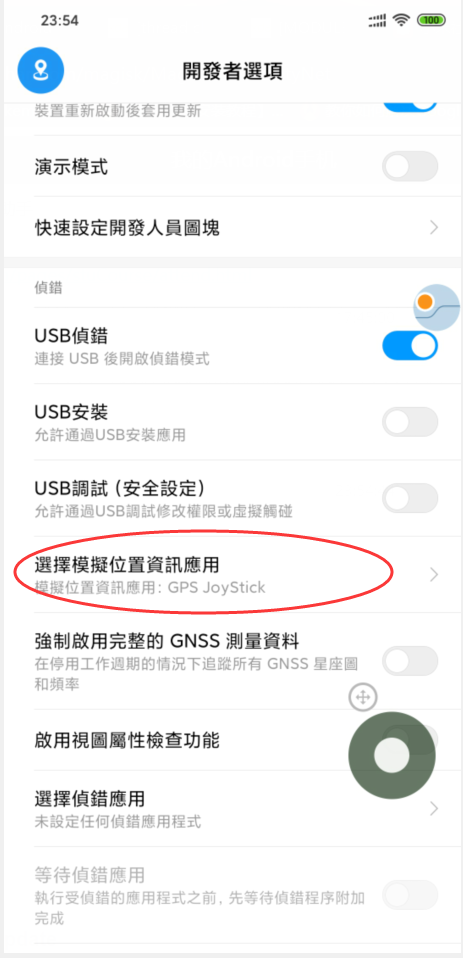 23:54
100
開發者選項
裝置重新啟動後套用更新
演示模式
快速設定開發人員圖塊
偵錯
USB偵錯
連接 USB 後開啟偵錯模式
USB安裝
允許通過USB安裝應用
USB調試（安全設定）
允許通過USB調試修改權限或虛擬觸碰
選擇模擬位置資訊應用
模擬位置資訊應用：GPS JoyStick
強制啟用完整的 GNSS 測量資料
在停用工作週期的情況下追蹤所有 GNSS 星座圖
和頻率
啟用視圖屬性檢查功能
選擇偵錯應用
未設定任何偵錯應用程式
等待偵錯應用
執行受偵錯的應用程式之前，先等待偵錯程序附加
完成